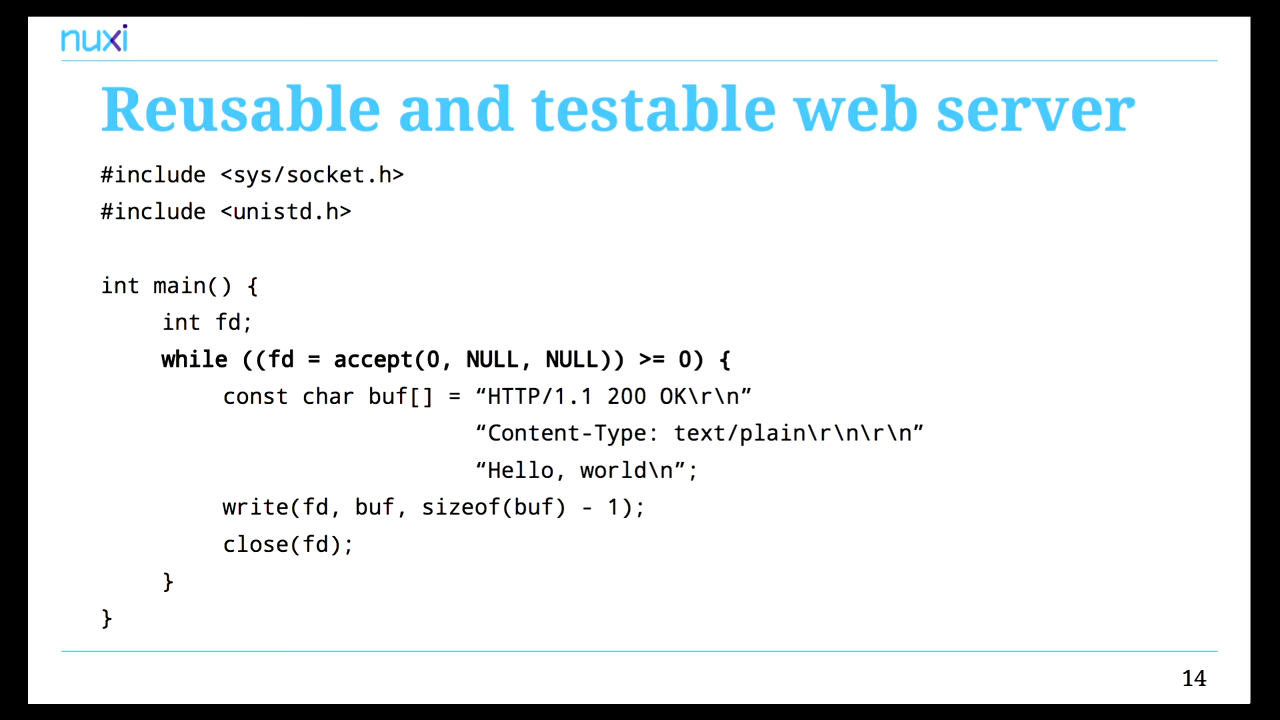 nuxi
Reusable and testable web server
#include <sys/socket.h>
#include <unistd.h>
int main() {
int fd;
while ((fd = accept(0, NULL, NULL)) >= 0) {
const char buf[] = “HTTP/1.1 200 OK\r\n”
“Content-Type: text/plain\r\n\r\n”
“Hello, world\n”;
write(fd, buf, sizeof(buf) - 1);
close(fd);
}
}
14